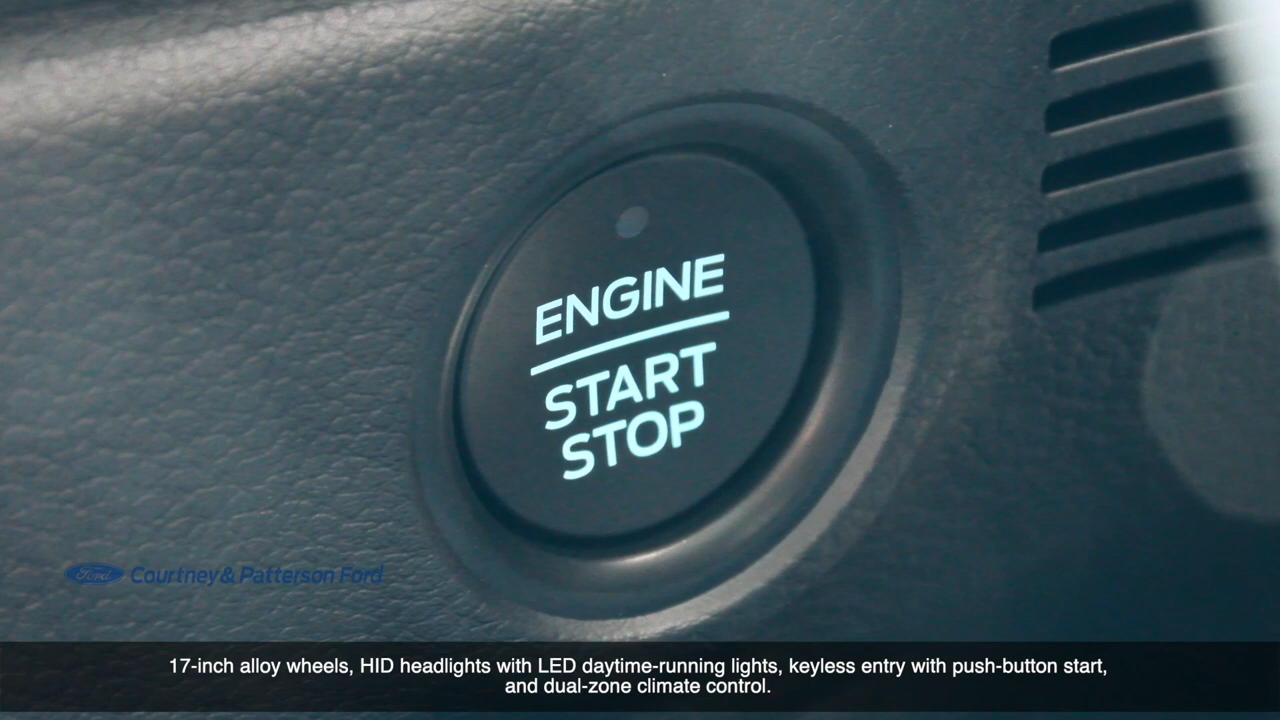 ENGINE
START
STOP
Ford Courtney & Patterson Ford
17-inch alloy wheels, HID headlights with LED daytime-running lights, keyless entry with push-button start,
and dual-zone climate control.